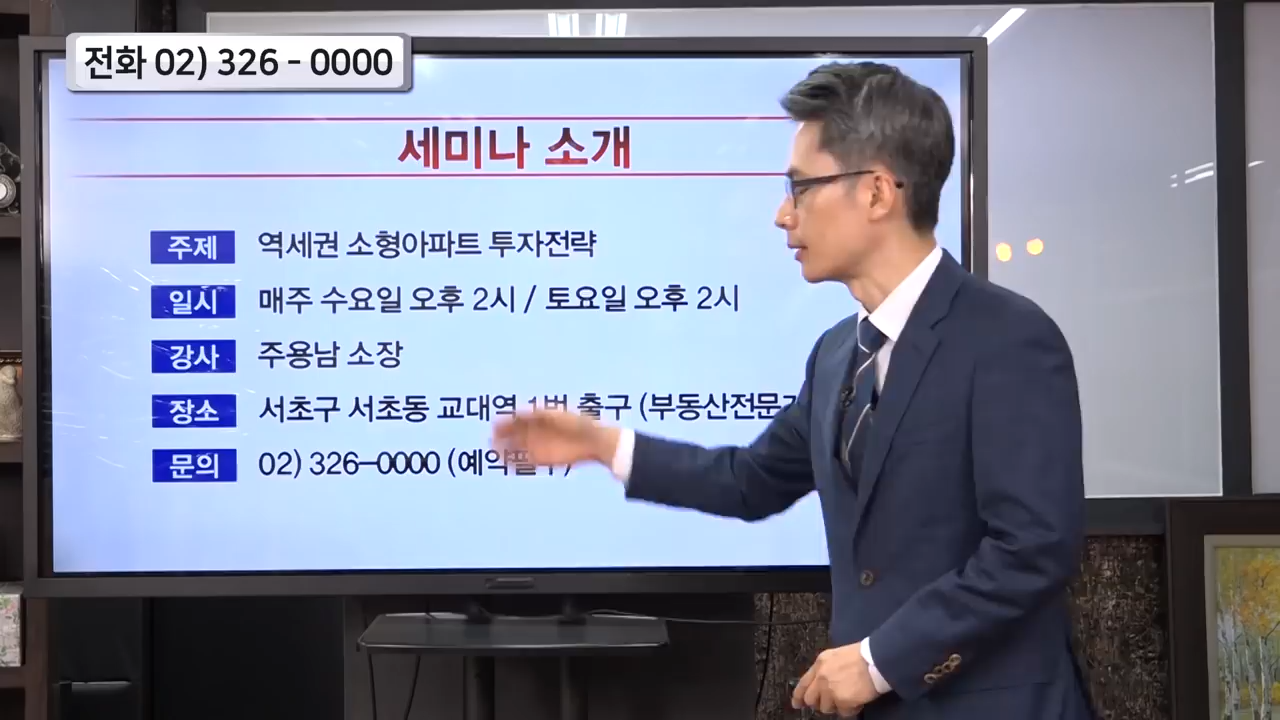 전화 02) 326 - 0000
세미나 소개
주제 역세권 소형아파트 투자전략
일시 매주 수요일 오후 2시 / 토요일 오후 2시
강사 주용남 소장
장소 서초구 서초동 교대역 1번 출구 (부동산전문
문의 02) 326-0000 (예약필수)